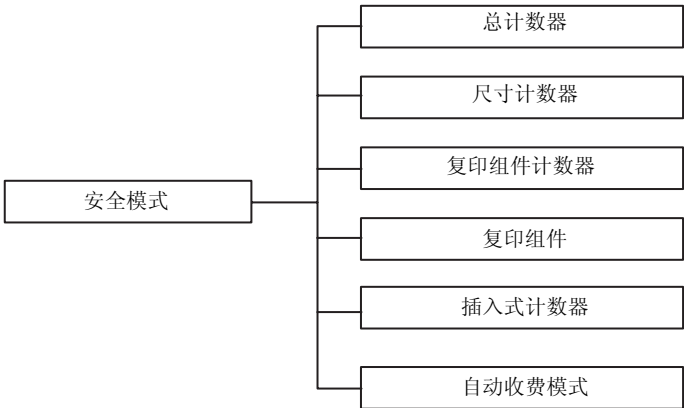 总计数器
尺寸计数器
复印组件计数器
安全模式
复印组件
插入式计数器
自动收费模式